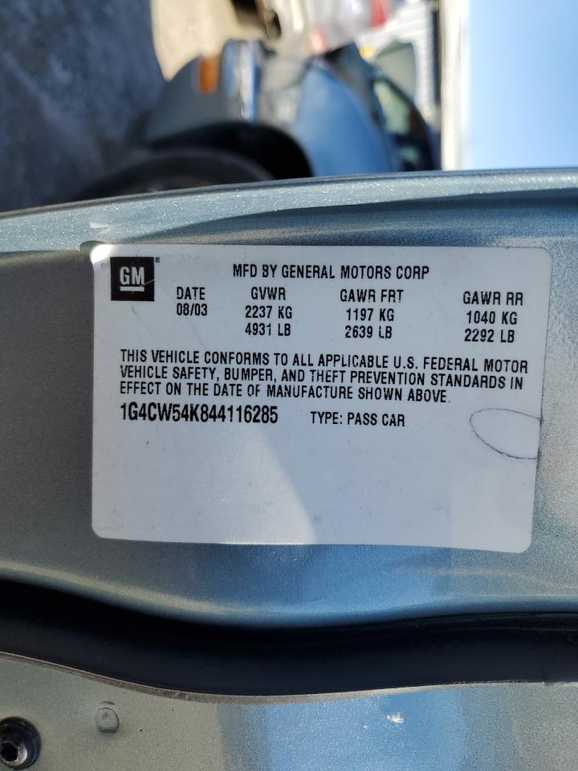 GM® MFD BY GENERAL MOTORS CORP
DATE GVWR GAWR FRT GAWR RR
08/03 2237 KG 1197 KG 1040 KG
4931 LB 2639 LB 2292 LB
THIS VEHICLE CONFORMS TO ALL APPLICABLE U.S. FEDERAL MOTOR
VEHICLE SAFETY, BUMPER, AND THEFT PREVENTION STANDARDS IN
EFFECT ON THE DATE OF MANUFACTURE SHOWN ABOVE.
1G4CW54K844116285 TYPE: PASS CAR